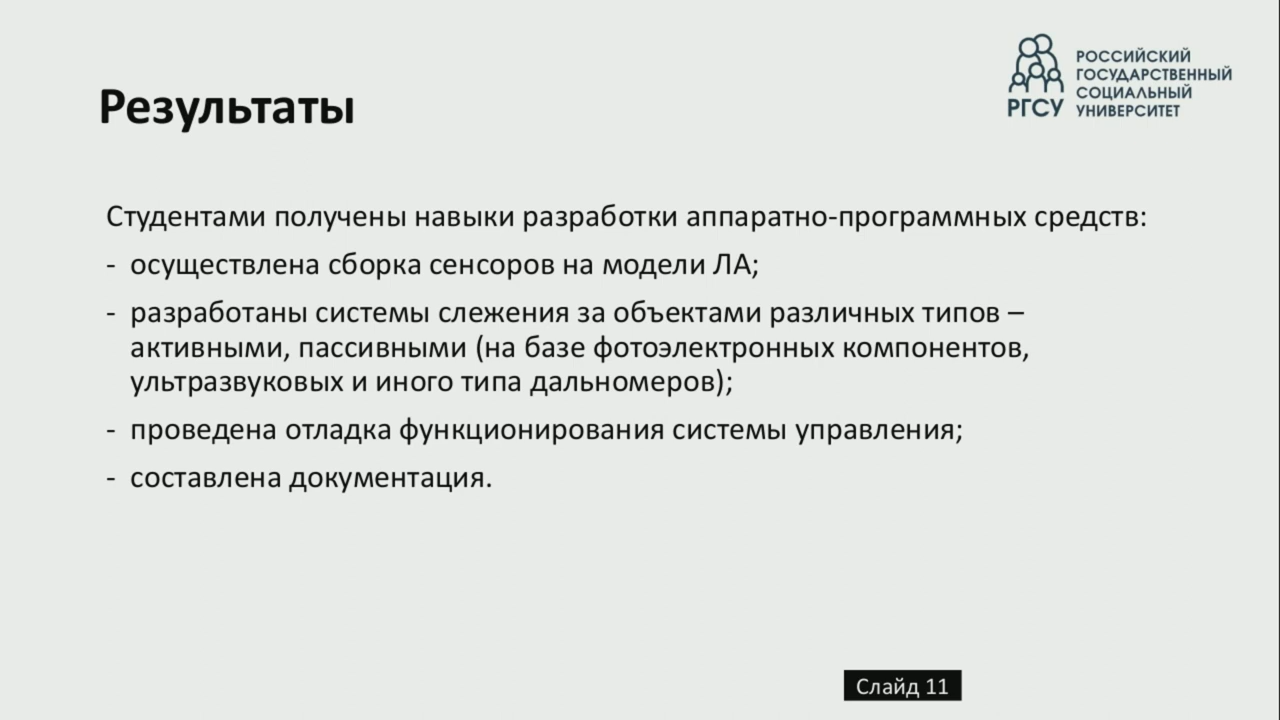 РОССИЙСКИЙ
ГОСУДАРСТВЕННЫЙ
СОЦИАЛЬНЫЙ
УНИВЕРСИТЕТ
РГСУ
Результаты
Студентами получены навыки разработки аппаратно-программных средств:
- осуществлена сборка сенсоров на модели ЛА;
- разработаны системы слежения за объектами различных типов –
активными, пассивными (на базе фотоэлектронных компонентов,
ультразвуковых и иного типа дальномеров);
- проведена отладка функционирования системы управления;
- составлена документация.
Слайд 11